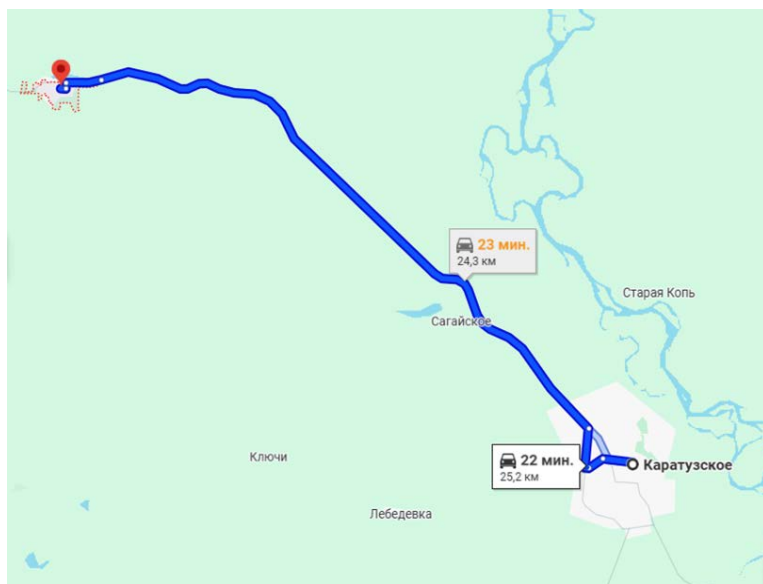 23 мин.
24,3 км
Старая Копь
Сагайское
Ключи
22 мин.
25,2 км
Каратузское
Лебедевка